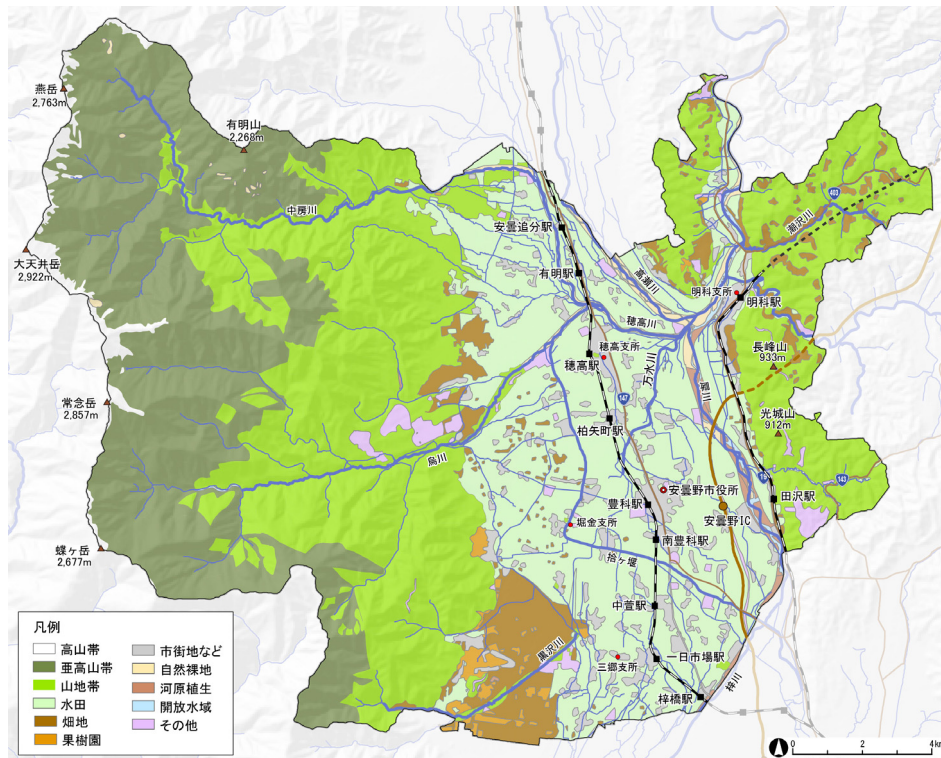 燕岳
2,763m
有明山
2,268m
中房川
大天井岳
2,922m
安曇追分駅
有明駅
高瀬川
403
潮沢川
明科支所
明科駅
穂高川
穂高支所
穂高駅
万水川
長峰山
933m
常念岳
2,857m
147
犀川
柏矢町駅
光城山
912m
烏川
19
143
安曇野市役所
豊科駅
田沢駅
安曇野IC
堀金支所
南豊科駅
蝶ヶ岳
2,677m
拾ヶ堰
中萱駅
黒沢川
三郷支所
一日市場駅
梓川
梓橋駅
凡例
高山帯
亜高山帯
山地帯
水田
畑地
果樹園
市街地など
自然裸地
河原植生
開放水域
その他
0 2 4km